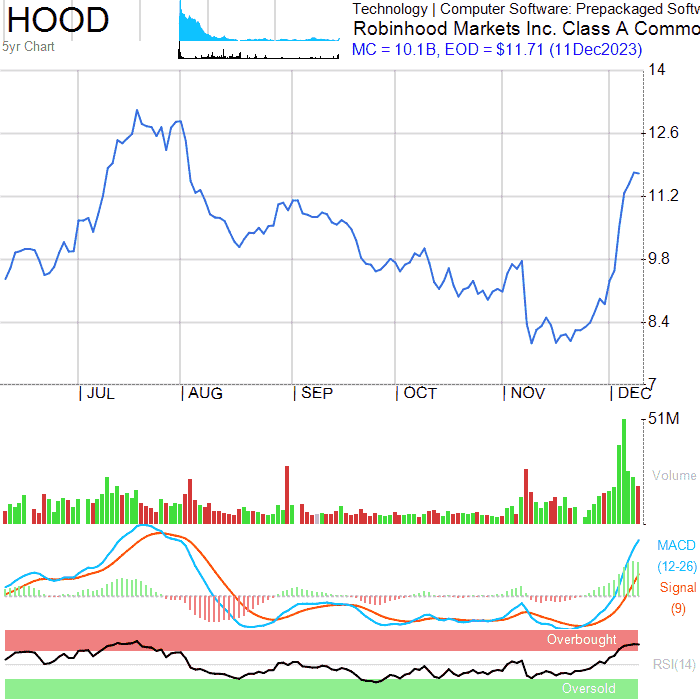 HOOD
5yr Chart
Technology | Computer Software: Prepackaged Softw
Robinhood Markets Inc. Class A Commo
MC = 10.1B, EOD = $11.71 (11Dec2023)
14
12.6
11.2
9.8
8.4
7
JUL AUG SEP OCT NOV DEC
51M
Volume
MACD
(12-26)
Signal
(9)
Overbought
RSI(14)
Oversold